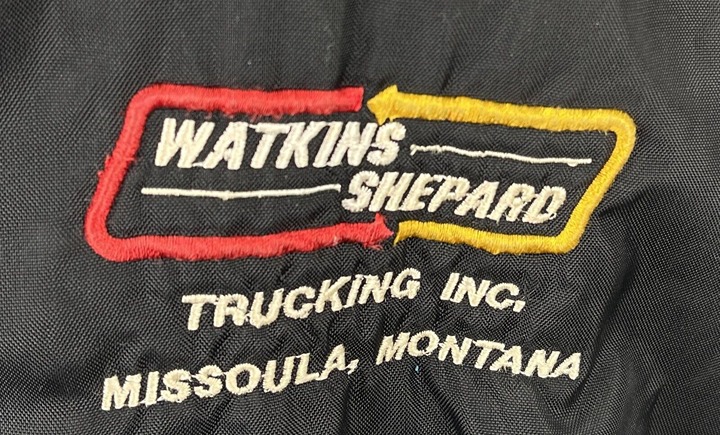 WATKINS
SHEPARD
TRUCKING INC.
MISSOULA, MONTANA